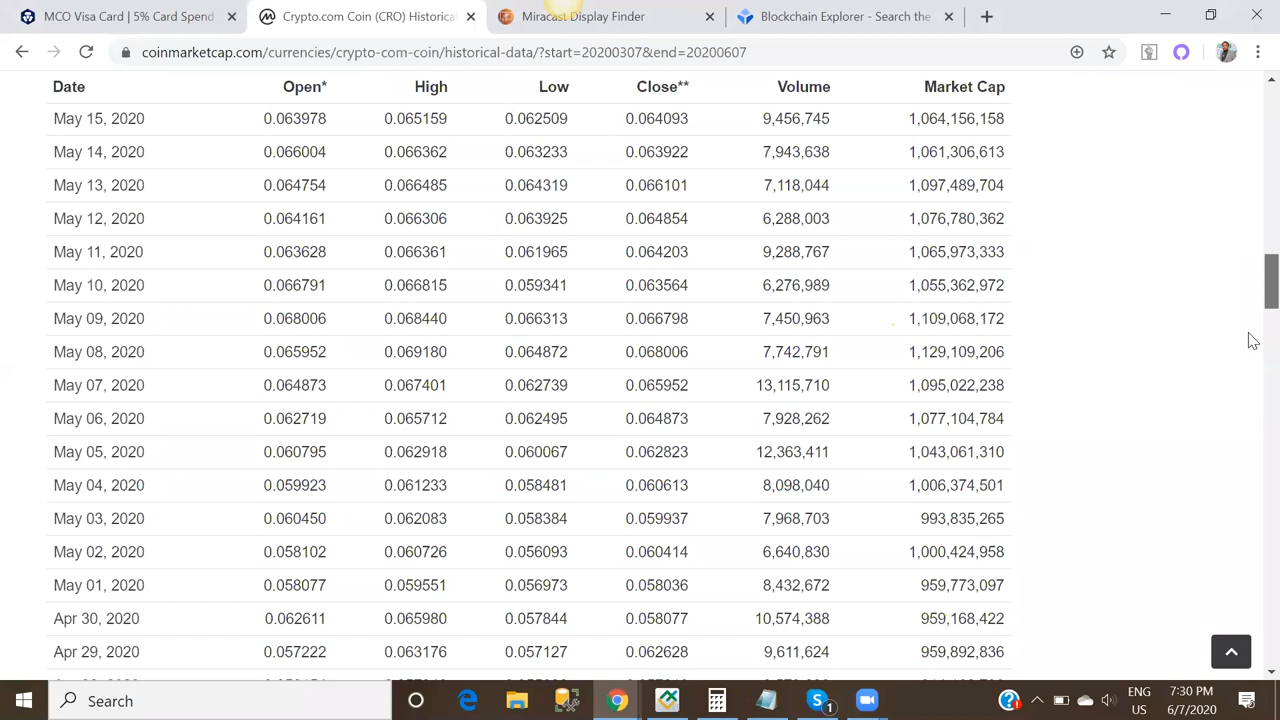 MCO Visa Card | 5% Card Spend
Crypto.com Coin (CRO) Historical
Miracast Display Finder
Blockchain Explorer - Search the
coinmarketcap.com/currencies/crypto-com-coin/historical-data/?start=20200307&end=20200607
Date Open* High Low Close** Volume Market Cap
May 15, 2020 0.063978 0.065159 0.062509 0.064093 9,456,745 1,064,156,158
May 14, 2020 0.066004 0.066362 0.063233 0.063922 7,943,638 1,061,306,613
May 13, 2020 0.064754 0.066485 0.064319 0.066101 7,118,044 1,097,489,704
May 12, 2020 0.064161 0.066306 0.063925 0.064854 6,288,003 1,076,780,362
May 11, 2020 0.063628 0.066361 0.061965 0.064203 9,288,767 1,065,973,333
May 10, 2020 0.066791 0.066815 0.059341 0.063564 6,276,989 1,055,362,972
May 09, 2020 0.068006 0.068440 0.066313 0.066798 7,450,963 1,109,068,172
May 08, 2020 0.065952 0.069180 0.064872 0.068006 7,742,791 1,129,109,206
May 07, 2020 0.064873 0.067401 0.062739 0.065952 13,115,710 1,095,022,238
May 06, 2020 0.062719 0.065712 0.062495 0.064873 7,928,262 1,077,104,784
May 05, 2020 0.060795 0.062918 0.060067 0.062823 12,363,411 1,043,061,310
May 04, 2020 0.059923 0.061233 0.058481 0.060613 8,098,040 1,006,374,501
May 03, 2020 0.060450 0.062083 0.058384 0.059937 7,968,703 993,835,265
May 02, 2020 0.058102 0.060726 0.056093 0.060414 6,640,830 1,000,424,958
May 01, 2020 0.058077 0.059551 0.056973 0.058036 8,432,672 959,773,097
Apr 30, 2020 0.062611 0.065980 0.057844 0.058077 10,574,388 959,168,422
Apr 29, 2020 0.057222 0.063176 0.057127 0.062628 9,611,624 959,892,836
Search
1
ENG
US
7:30 PM
6/7/2020